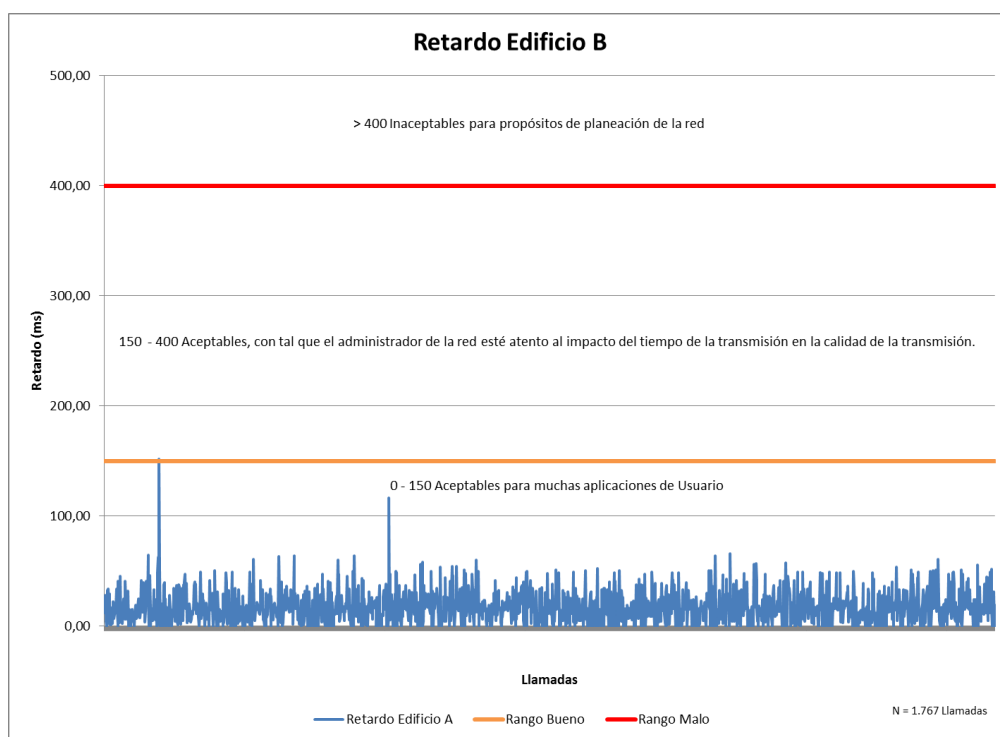 Retardo Edificio B
500,00
> 400 Inaceptables para propósitos de planeación de la red
400,00
300,00
Retardo (ms)
150 - 400 Aceptables, con tal que el administrador de la red esté atento al impacto del tiempo de la transmisión en la calidad de la transmisión.
200,00
0 - 150 Aceptables para muchas aplicaciones de Usuario
100,00
0,00
Llamadas
Retardo Edificio A
Rango Bueno
Rango Malo
N = 1.767 Llamadas